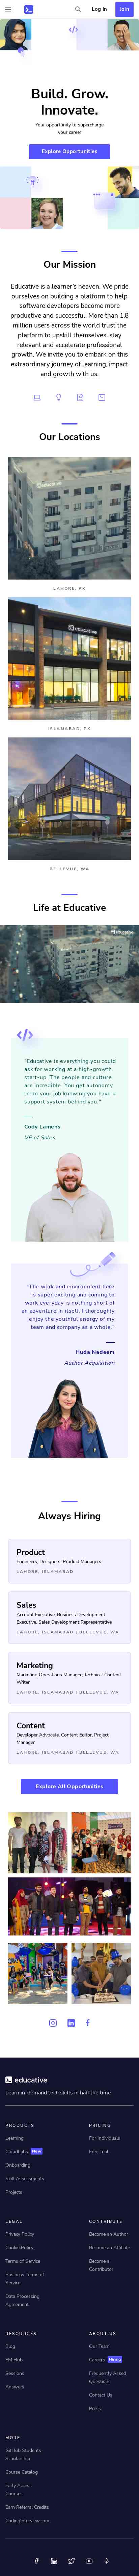 Log In
Join
Build. Grow.
Innovate.
Your opportunity to supercharge
your career
Explore Opportunities
Our Mission
Educative is a learner's heaven. We pride
ourselves on building a platform to help
software developers become more
productive and successful. More than 1.8
million users across the world trust the
platform to upskill themselves, stay
relevant and accelerate professional
growth. We invite you to embark on this
extraordinary journey of learning, impact
and growth with us.
Our Locations
LAHORE, PK
educative
ISLAMABAD, PK
BELLEVUE, WA
Life at Educative
educative
"Educative is everything you could
ask for working at a high-growth
start-up. The people and culture
are incredible. You get autonomy
to do your job knowing you have a
support system behind you."
Cody Lamens
VP of Sales
"The work and environment here
is super exciting and coming to
work everyday is nothing short of
an adventure in itself. I thoroughly
enjoy the youthful energy of my
team and company as a whole."
Huda Nadeem
Author Acquisition
Always Hiring
Product
Engineers, Designers, Product Managers
LAHORE, ISLAMABAD
Sales
Account Executive, Business Development
Executive, Sales Development Representative
LAHORE, ISLAMABAD | BELLEVUE, WA
Marketing
Marketing Operations Manager, Technical Content
Writer
LAHORE, ISLAMABAD | BELLEVUE, WA
Content
Developer Advocate, Content Editor, Project
Manager
LAHORE, ISLAMABAD | BELLEVUE, WA
Explore All Opportunities
educative
Learn in-demand tech skills in half the time
PRODUCTS
Learning
CloudLabs New
Onboarding
Skill Assessments
Projects
PRICING
For Individuals
Free Trial
LEGAL
Privacy Policy
Cookie Policy
Terms of Service
Business Terms of
Service
Data Processing
Agreement
CONTRIBUTE
Become an Author
Become an Affiliate
Become a
Contributor
RESOURCES
Blog
EM Hub
Sessions
Answers
ABOUT US
Our Team
Careers Hiring
Frequently Asked
Questions
Contact Us
Press
MORE
GitHub Students
Scholarship
Course Catalog
Early Access
Courses
Earn Referral Credits
CodingInterview.com